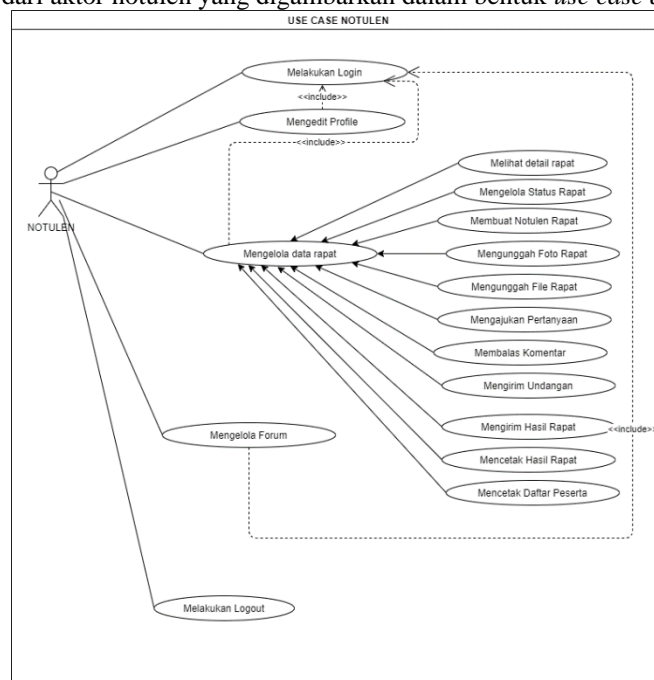 dari aktor notulen yang digambarkan dalam bentuk use case a
USE CASE NOTULEN
Melakukan Login
<<include>>
Mengedit Profile
<<include>>
Melihat detail rapat
Mengelola Status Rapat
Membuat Notulen Rapat
NOTULEN
Mengelola data rapat
Mengunggah Foto Rapat
Mengunggah File Rapat
Mengajukan Pertanyaan
Membalas Komentar
Mengirim Undangan
Mengirim Hasil Rapat
<<include>>
Mengelola Forum
Mencetak Hasil Rapat
Mencetak Daftar Peserta
Melakukan Logout